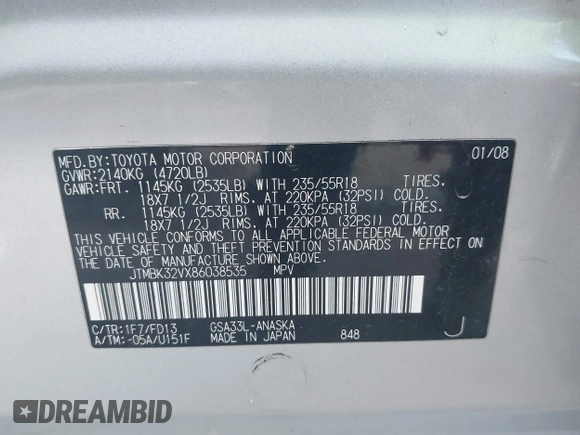 MFD.BY:TOYOTA MOTOR CORPORATION 01/08
GVWR:2140KG (4720LB)
GAWR:FRT. 1145KG (2535LB) WITH 235/55R18 TIRES.
18X7 1/2J RIMS. AT 220KPA (32PSI) COLD.
RR. 1145KG (2535LB) WITH 235/55R18 TIRES.
18X7 1/2J RIMS. AT 220KPA (32PSI) COLD.
THIS VEHICLE CONFORMS TO ALL APPLICABLE FEDERAL MOTOR
VEHICLE SAFETY AND THEFT PREVENTION STANDARDS IN EFFECT ON
THE DATE OF MANUFACTURE SHOWN ABOVE.
JTMBK32VX86038535 MPV
C/TR:1F7/FD13 GSA33L-ANASKA
A/TM:-05A/U151F MADE IN JAPAN 848 J
DREAMBID